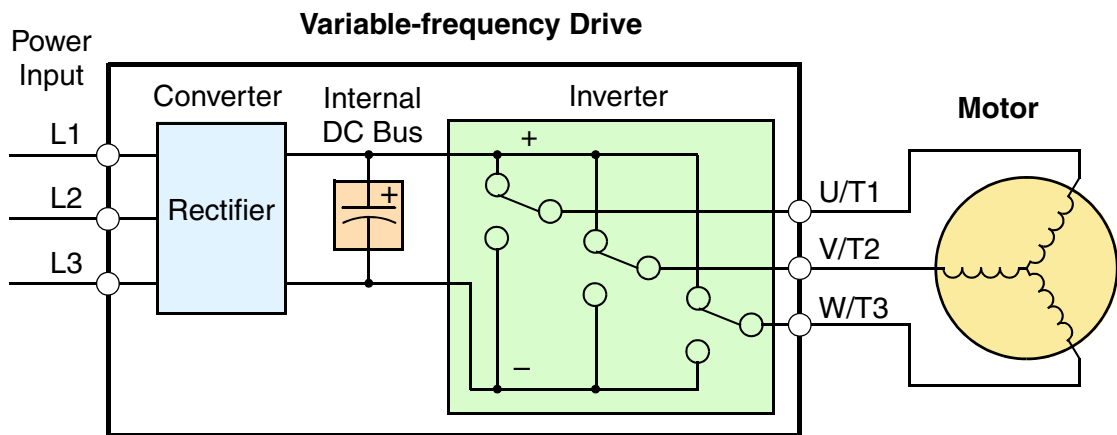 Variable-frequency Drive
Power
Input
Converter
Internal
DC Bus
Inverter
Motor
L1
L2
L3
Rectifier
+
+
–
U/T1
V/T2
W/T3